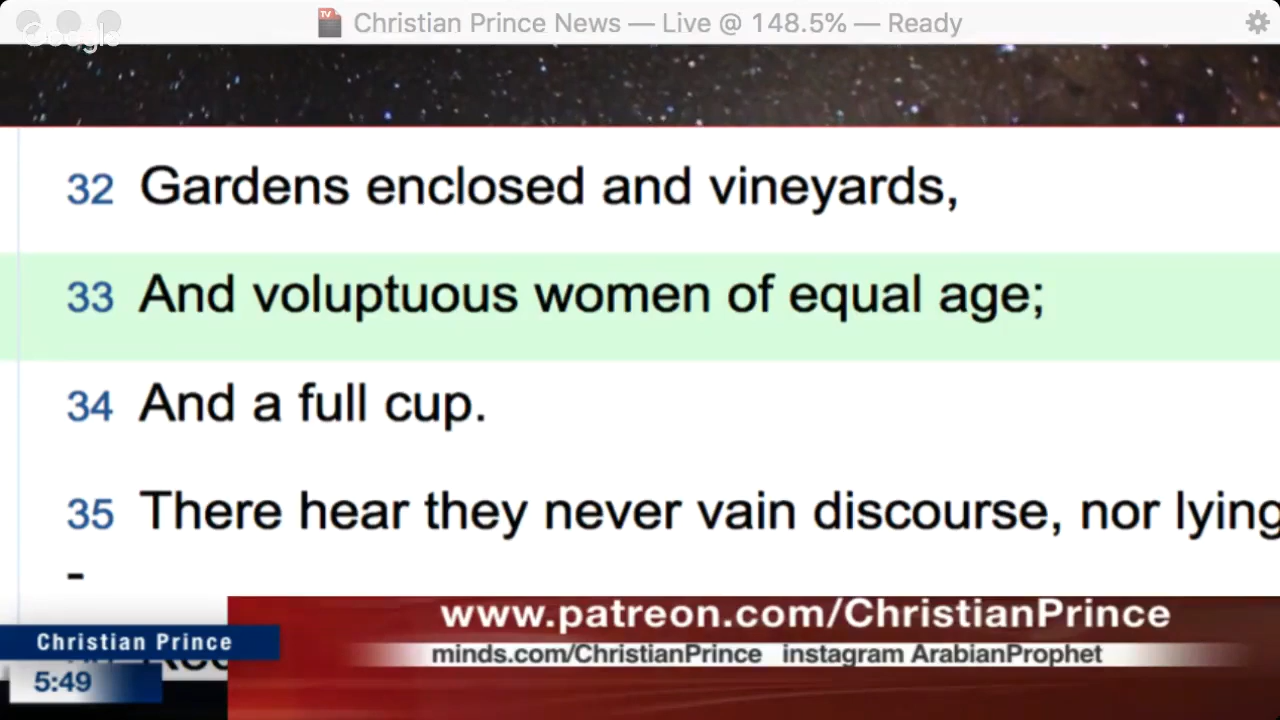 Christian Prince News — Live @ 148.5% — Ready
Google
32 Gardens enclosed and vineyards,
33 And voluptuous women of equal age;
34 And a full cup.
35 There hear they never vain discourse, nor lying
-
www.patreon.com/ChristianPrince
Christian Prince
minds.com/ChristianPrince instagram ArabianProphet
5:49